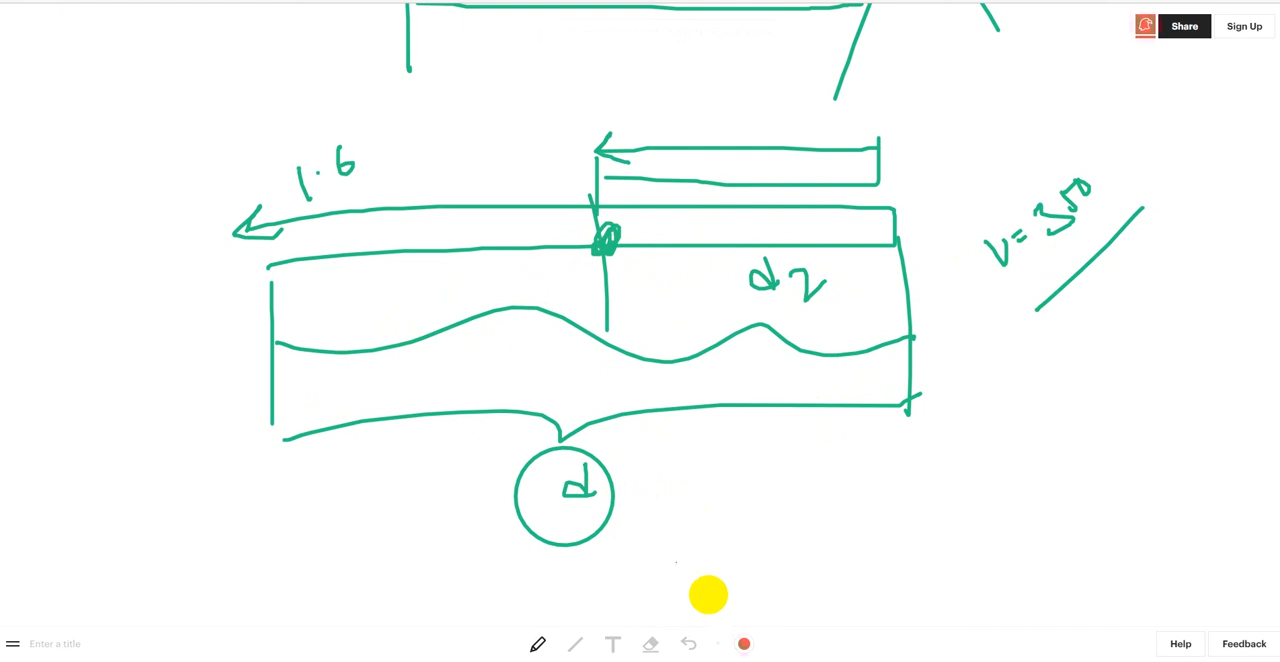 Share
Sign Up
1.6
v=350
d2
d
Enter a title
T
Help
Feedback